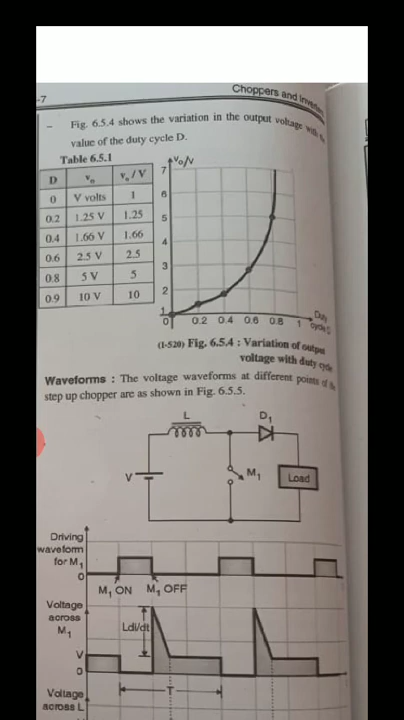 -7
Choppers and Inverters
– Fig. 6.5.4 shows the variation in the output voltage with the
value of the duty cycle D.
Table 6.5.1
D vo vo / V
0 V volts 1
0.2 1.25 V 1.25
0.4 1.66 V 1.66
0.6 2.5 V 2.5
0.8 5 V 5
0.9 10 V 10
Vo/V
7
6
5
4
3
2
1
0 0.2 0.4 0.6 0.8 1
Duty
cycle
(I-520) Fig. 6.5.4 : Variation of output
voltage with duty cycle
Waveforms : The voltage waveforms at different points of the
step up chopper are as shown in Fig. 6.5.5.
L D1
V M1 Load
Driving
waveform
for M1
0
M1 ON M1 OFF
Voltage
across
M1
Ldi/dt
V
0
T
Voltage
across L